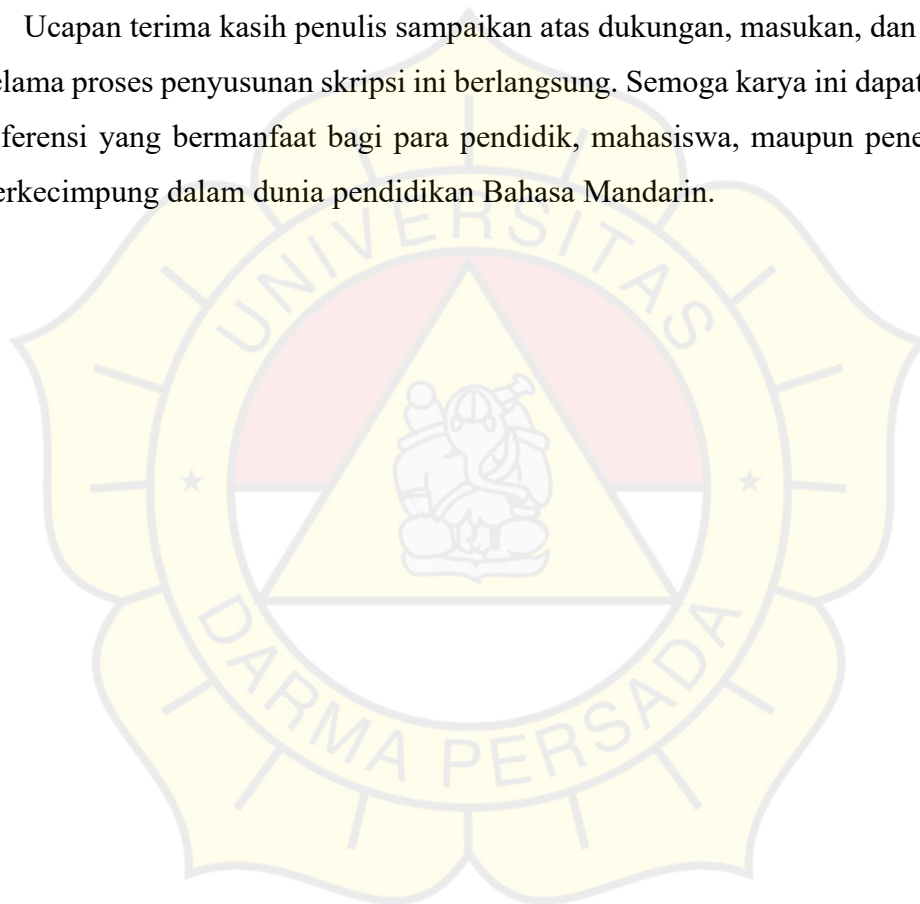 Ucapan terima kasih penulis sampaikan atas dukungan, masukan, dan
elama proses penyusunan skripsi ini berlangsung. Semoga karya ini dapat
ferensi yang bermanfaat bagi para pendidik, mahasiswa, maupun pene
erkecimpung dalam dunia pendidikan Bahasa Mandarin.
UNIVERSITAS
DARMA PERSADA